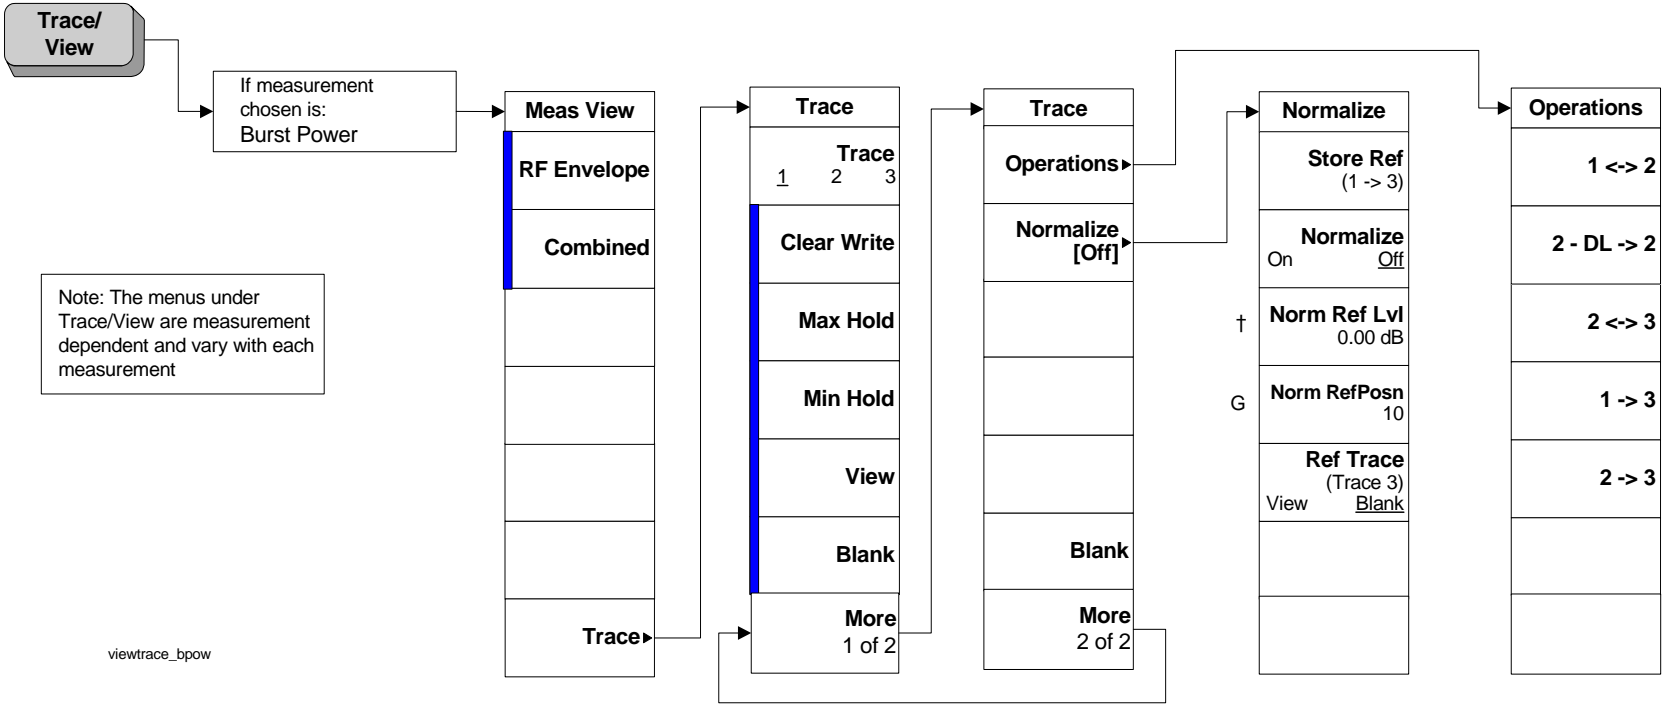 Trace/
View
If measurement
chosen is:
Burst Power
Note: The menus under
Trace/View are measurement
dependent and vary with each
measurement
viewtrace_bpow
Meas View
RF Envelope
Combined
Trace
Trace
Trace
1 2 3
Clear Write
Max Hold
Min Hold
View
Blank
More
1 of 2
Trace
Operations
Normalize
[Off]
Blank
More
2 of 2
Normalize
Store Ref
(1 -> 3)
Normalize
On Off
† Norm Ref Lvl
0.00 dB
G Norm RefPosn
10
Ref Trace
(Trace 3)
View Blank
Operations
1 <-> 2
2 - DL -> 2
2 <-> 3
1 -> 3
2 -> 3